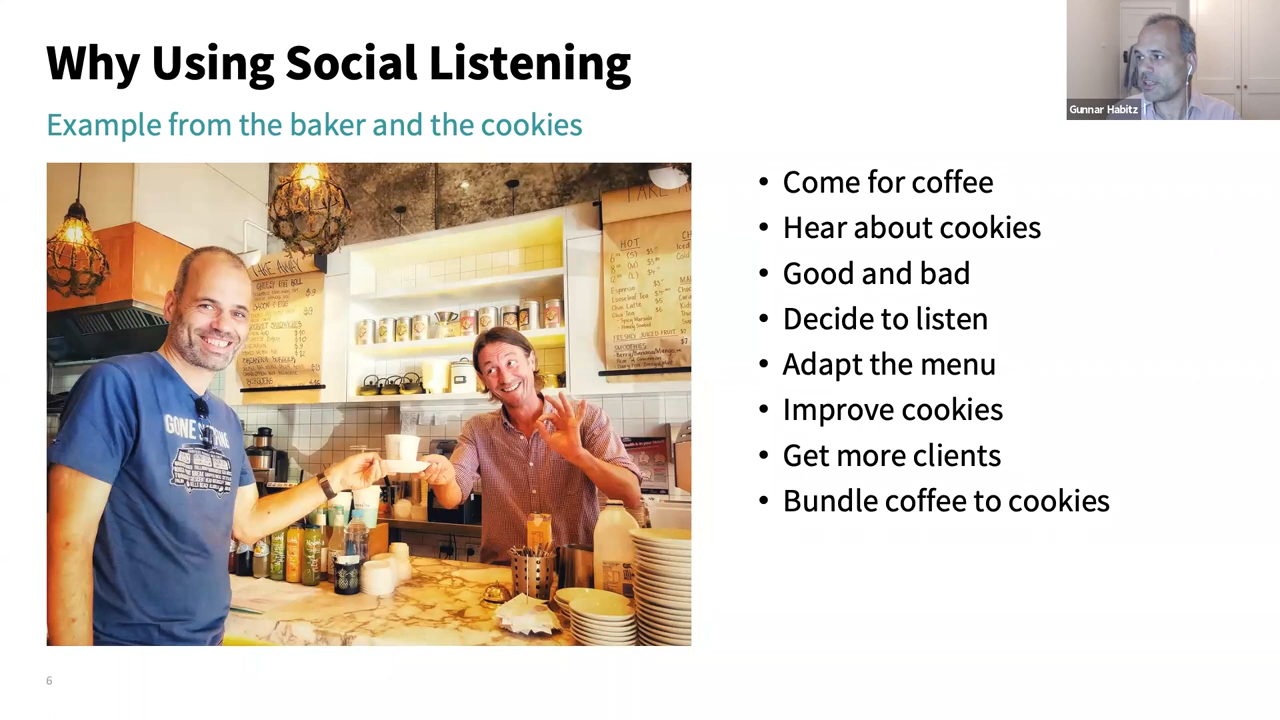 Why Using Social Listening
Example from the baker and the cookies
Gunnar Habitz
• Come for coffee
• Hear about cookies
• Good and bad
• Decide to listen
• Adapt the menu
• Improve cookies
• Get more clients
• Bundle coffee to cookies
TAKE AWAY
HOT
Espresso
GONE
6